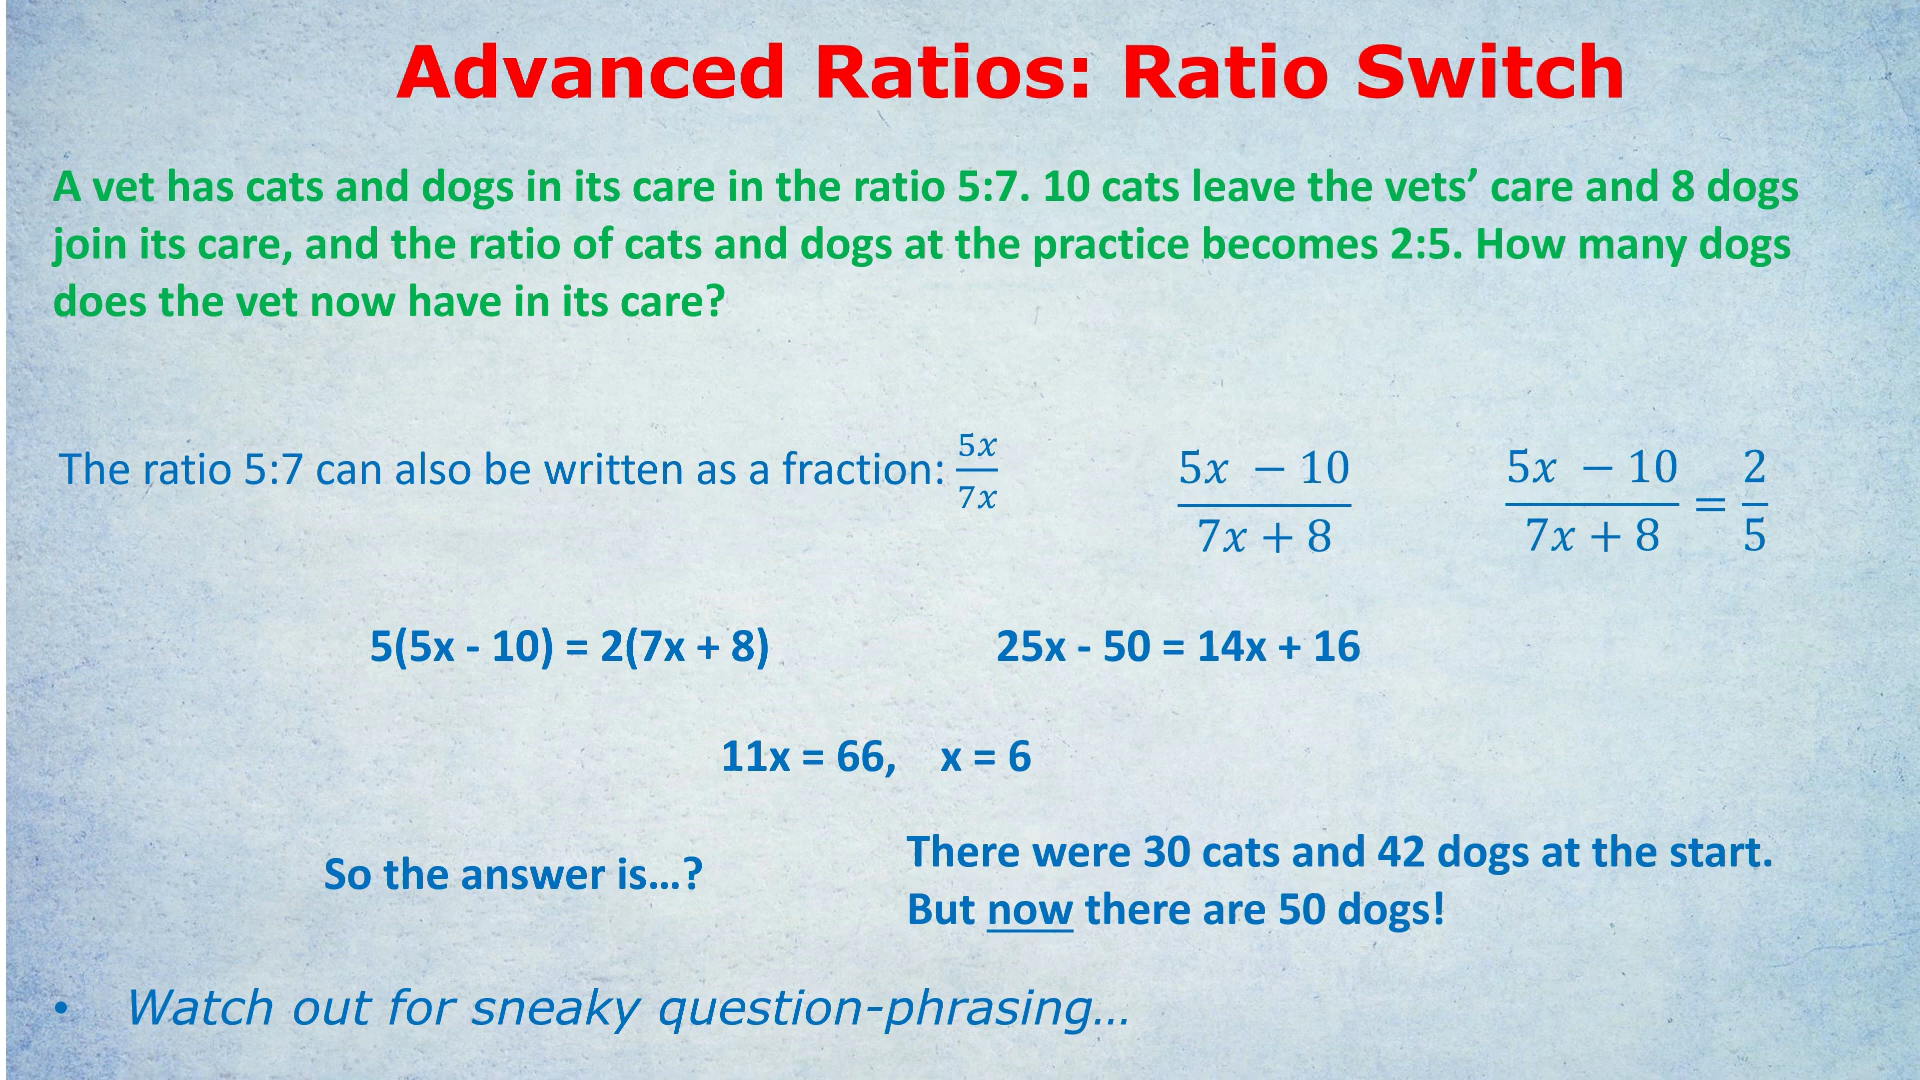 Advanced Ratios: Ratio Switch
A vet has cats and dogs in its care in the ratio 5:7. 10 cats leave the vets’ care and 8 dogs
join its care, and the ratio of cats and dogs at the practice becomes 2:5. How many dogs
does the vet now have in its care?
The ratio 5:7 can also be written as a fraction: 5x/7x
5x − 10
7x + 8
5x − 10
7x + 8
= 2/5
5(5x - 10) = 2(7x + 8)
25x - 50 = 14x + 16
11x = 66, x = 6
So the answer is…?
There were 30 cats and 42 dogs at the start.
But now there are 50 dogs!
• Watch out for sneaky question-phrasing…